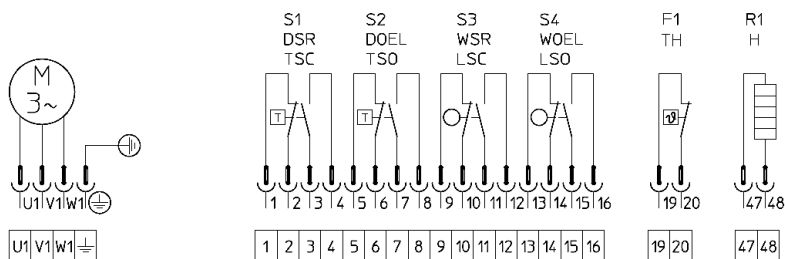 S1 S2 S3 S4 F1 R1
DSR DOEL WSR WOEL TH H
TSC TSO LSC LSO
M
3~
T T ϑ
U1 V1 W1 1 2 3 4 5 6 7 8 9 10 11 12 13 14 15 16 19 20 47 48
U1 V1 W1 1 2 3 4 5 6 7 8 9 10 11 12 13 14 15 16 19 20 47 48